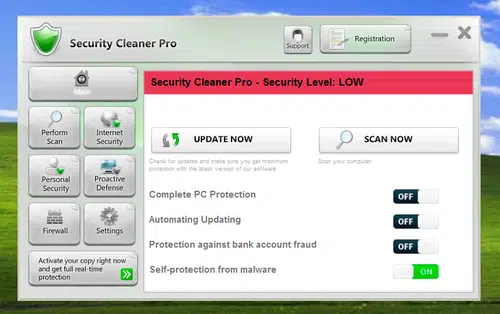 Security Cleaner Pro
Support
Registration
Main
Security Cleaner Pro - Security Level: LOW
Perform
Scan
Internet
Security
UPDATE NOW
SCAN NOW
Check for updates and make sure you get maximum
protection with the latest version of our software.
Scan your computer
Personal
Security
Proactive
Defense
Complete PC Protection
OFF
Automating Updating
OFF
Firewall
Settings
Protection against bank account fraud
OFF
Self-protection from malware
ON
Activate your copy right now
and get full real-time
protection